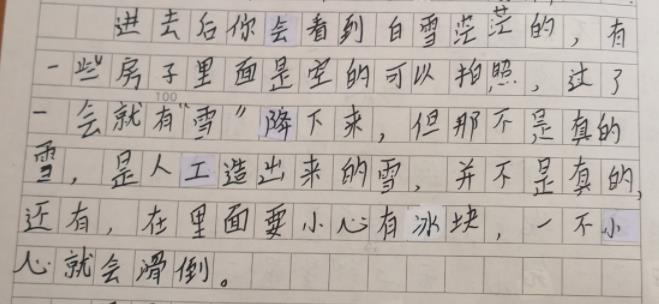 进去后你会看到白雪茫茫的，有
一些房子里面是空的可以拍照，过了
100
一会就有“雪”降下来，但那不是真的
雪，是人工造出来的雪，并不是真的，
还有，在里面要小心有冰块，一不小
心就会滑倒。